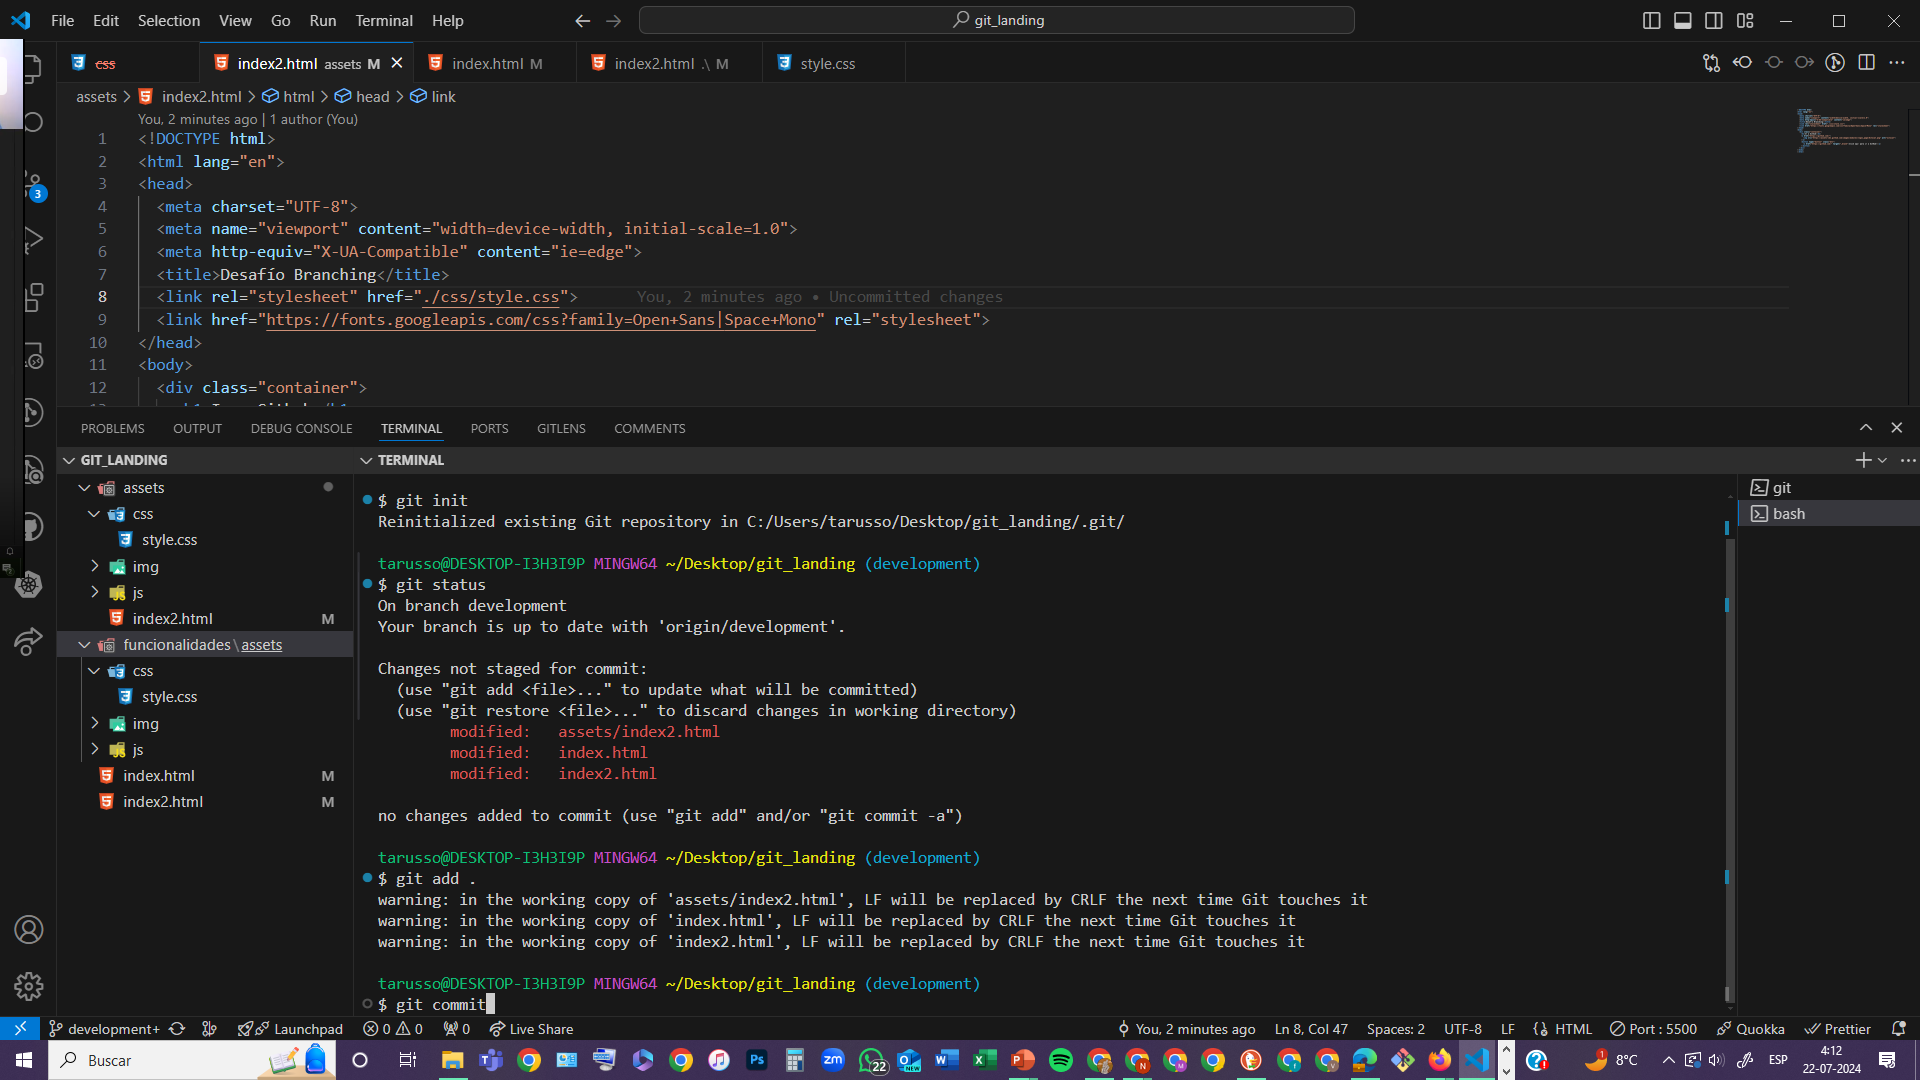 File Edit Selection View Go Run Terminal Help
git_landing
css
index2.html assets M
index.html M
index2.html .\ M
style.css
assets > index2.html > html > head > link
You, 2 minutes ago | 1 author (You)
1 <!DOCTYPE html>
2 <html lang="en">
3 <head>
4 <meta charset="UTF-8">
5 <meta name="viewport" content="width=device-width, initial-scale=1.0">
6 <meta http-equiv="X-UA-Compatible" content="ie=edge">
7 <title>Desafío Branching</title>
8 <link rel="stylesheet" href="./css/style.css"> You, 2 minutes ago • Uncommitted changes
9 <link href="https://fonts.googleapis.com/css?family=Open+Sans|Space+Mono" rel="stylesheet">
10 </head>
11 <body>
12 <div class="container">
3
PROBLEMS OUTPUT DEBUG CONSOLE TERMINAL PORTS GITLENS COMMENTS
GIT_LANDING
assets
css
style.css
img
js
index2.html M
funcionalidades\assets
css
style.css
img
js
index.html M
index2.html M
TERMINAL
$ git init
Reinitialized existing Git repository in C:/Users/tarusso/Desktop/git_landing/.git/
tarusso@DESKTOP-I3H3I9P MINGW64 ~/Desktop/git_landing (development)
$ git status
On branch development
Your branch is up to date with 'origin/development'.
Changes not staged for commit:
(use "git add <file>..." to update what will be committed)
(use "git restore <file>..." to discard changes in working directory)
modified: assets/index2.html
modified: index.html
modified: index2.html
no changes added to commit (use "git add" and/or "git commit -a")
tarusso@DESKTOP-I3H3I9P MINGW64 ~/Desktop/git_landing (development)
$ git add .
warning: in the working copy of 'assets/index2.html', LF will be replaced by CRLF the next time Git touches it
warning: in the working copy of 'index.html', LF will be replaced by CRLF the next time Git touches it
warning: in the working copy of 'index2.html', LF will be replaced by CRLF the next time Git touches it
tarusso@DESKTOP-I3H3I9P MINGW64 ~/Desktop/git_landing (development)
$ git commit
git
bash
development+ Launchpad 0 0 0 Live Share
You, 2 minutes ago Ln 8, Col 47 Spaces: 2 UTF-8 LF HTML Port : 5500 Quokka Prettier
Buscar
22
8°C
ESP
4:12
22-07-2024